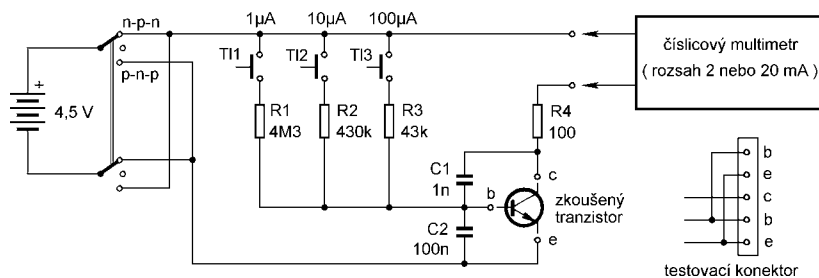 n-p-n
1µA
10µA
100µA
číslicový multimetr
( rozsah 2 nebo 20 mA )
p-n-p
Tl1
Tl2
Tl3
+
4,5 V
R1
4M3
R2
430k
R3
43k
R4
100
C1
1n
c
b
zkoušený
tranzistor
C2
100n
e
b
e
c
b
e
testovací konektor